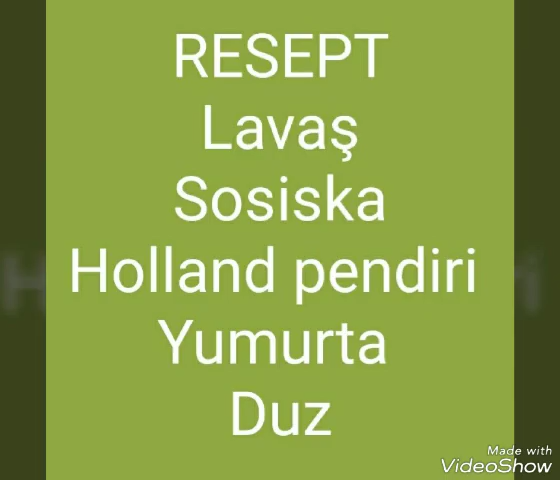 RESEPT
Lavaş
Sosiska
Holland pendiri
Yumurta
Duz
Made with
VideoShow